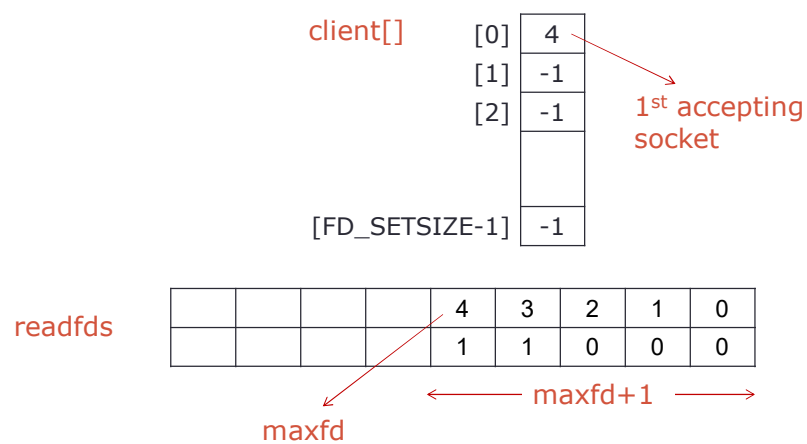 client[] [0] 4
[1] -1
[2] -1
1st accepting
socket
[FD_SETSIZE-1] -1
readfds
4 3 2 1 0
1 1 0 0 0
maxfd+1
maxfd